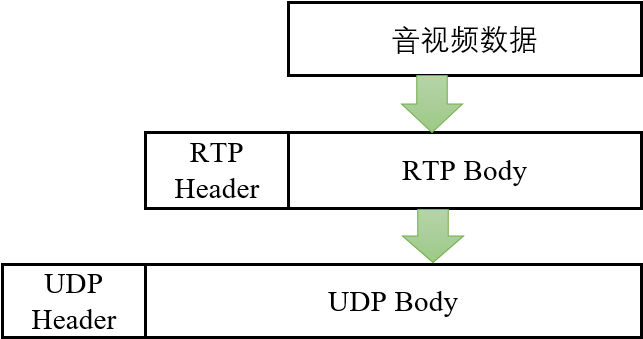 音视频数据
RTP
Header
RTP Body
UDP
Header
UDP Body